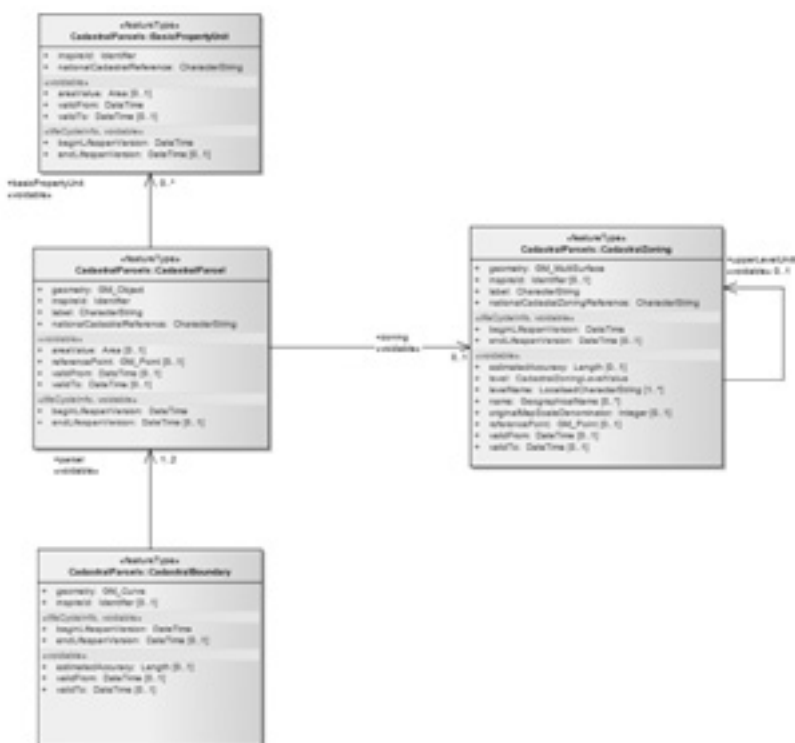 «featureType»
CadastralParcels::BasicPropertyUnit
+ inspireId: Identifier
+ nationalCadastralReference: CharacterString
«voidable»
+ areaValue: Area [0..1]
+ validFrom: DateTime
+ validTo: DateTime [0..1]
«lifeCycleInfo, voidable»
+ beginLifespanVersion: DateTime
+ endLifespanVersion: DateTime [0..1]
+basicPropertyUnit
«voidable»
0..*
«featureType»
CadastralParcels::CadastralParcel
+ geometry: GM_Object
+ inspireId: Identifier
+ label: CharacterString
+ nationalCadastralReference: CharacterString
«voidable»
+ areaValue: Area [0..1]
+ referencePoint: GM_Point [0..1]
+ validFrom: DateTime [0..1]
+ validTo: DateTime [0..1]
«lifeCycleInfo, voidable»
+ beginLifespanVersion: DateTime
+ endLifespanVersion: DateTime [0..1]
+zoning
«voidable»
0..1
«featureType»
CadastralParcels::CadastralZoning
+ geometry: GM_MultiSurface
+ inspireId: Identifier [0..1]
+ label: CharacterString
+ nationalCadastalZoningReference: CharacterString
«lifeCycleInfo, voidable»
+ beginLifespanVersion: DateTime
+ endLifespanVersion: DateTime [0..1]
«voidable»
+ estimatedAccuracy: Length [0..1]
+ level: CadastralZoningLevelValue
+ levelName: LocalisedCharacterString [1..*]
+ name: GeographicalName [0..*]
+ originalMapScaleDenominator: Integer [0..1]
+ referencePoint: GM_Point [0..1]
+ validFrom: DateTime [0..1]
+ validTo: DateTime [0..1]
+upperLevelUnit
«voidable» 0..1
+parcel
«voidable»
1..2
«featureType»
CadastralParcels::CadastralBoundary
+ geometry: GM_Curve
+ inspireId: Identifier [0..1]
«lifeCycleInfo, voidable»
+ beginLifespanVersion: DateTime
+ endLifespanVersion: DateTime [0..1]
«voidable»
+ estimatedAccuracy: Length [0..1]
+ validFrom: DateTime [0..1]
+ validTo: DateTime [0..1]